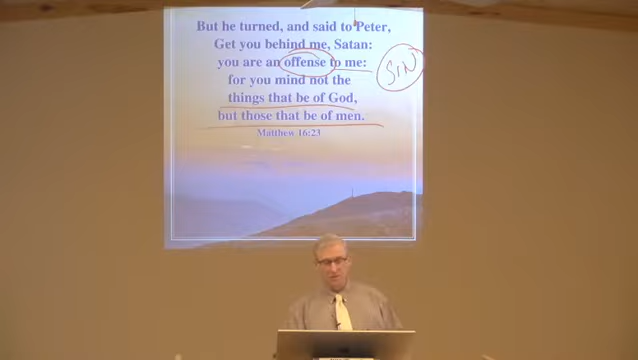 But he turned, and said to Peter,
Get you behind me, Satan:
you are an offense to me:
for you mind not the
things that be of God,
but those that be of men.
Matthew 16:23
SIN